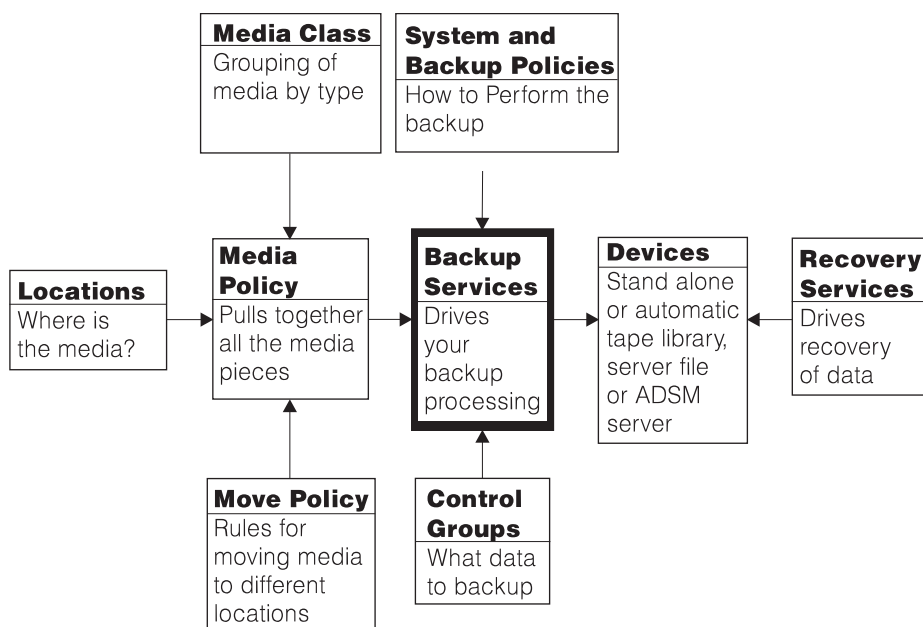 Media Class
Grouping of
media by type
System and
Backup Policies
How to Perform the
backup
Locations
Where is
the media?
Media
Policy
Pulls together
all the media
pieces
Backup
Services
Drives
your
backup
processing
Devices
Stand alone
or automatic
tape library,
server file
or ADSM
server
Recovery
Services
Drives
recovery
of data
Move Policy
Rules for
moving media
to different
locations
Control
Groups
What data
to backup